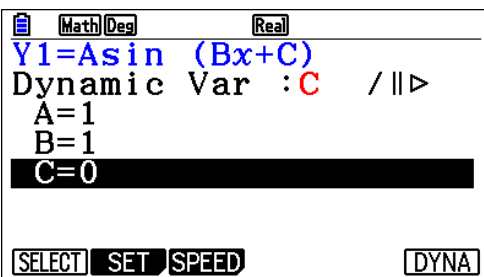 Math Deg Real
Y1=Asin (Bx+C)
Dynamic Var :C /॥▷
A=1
B=1
C=0
SELECT SET SPEED DYNA